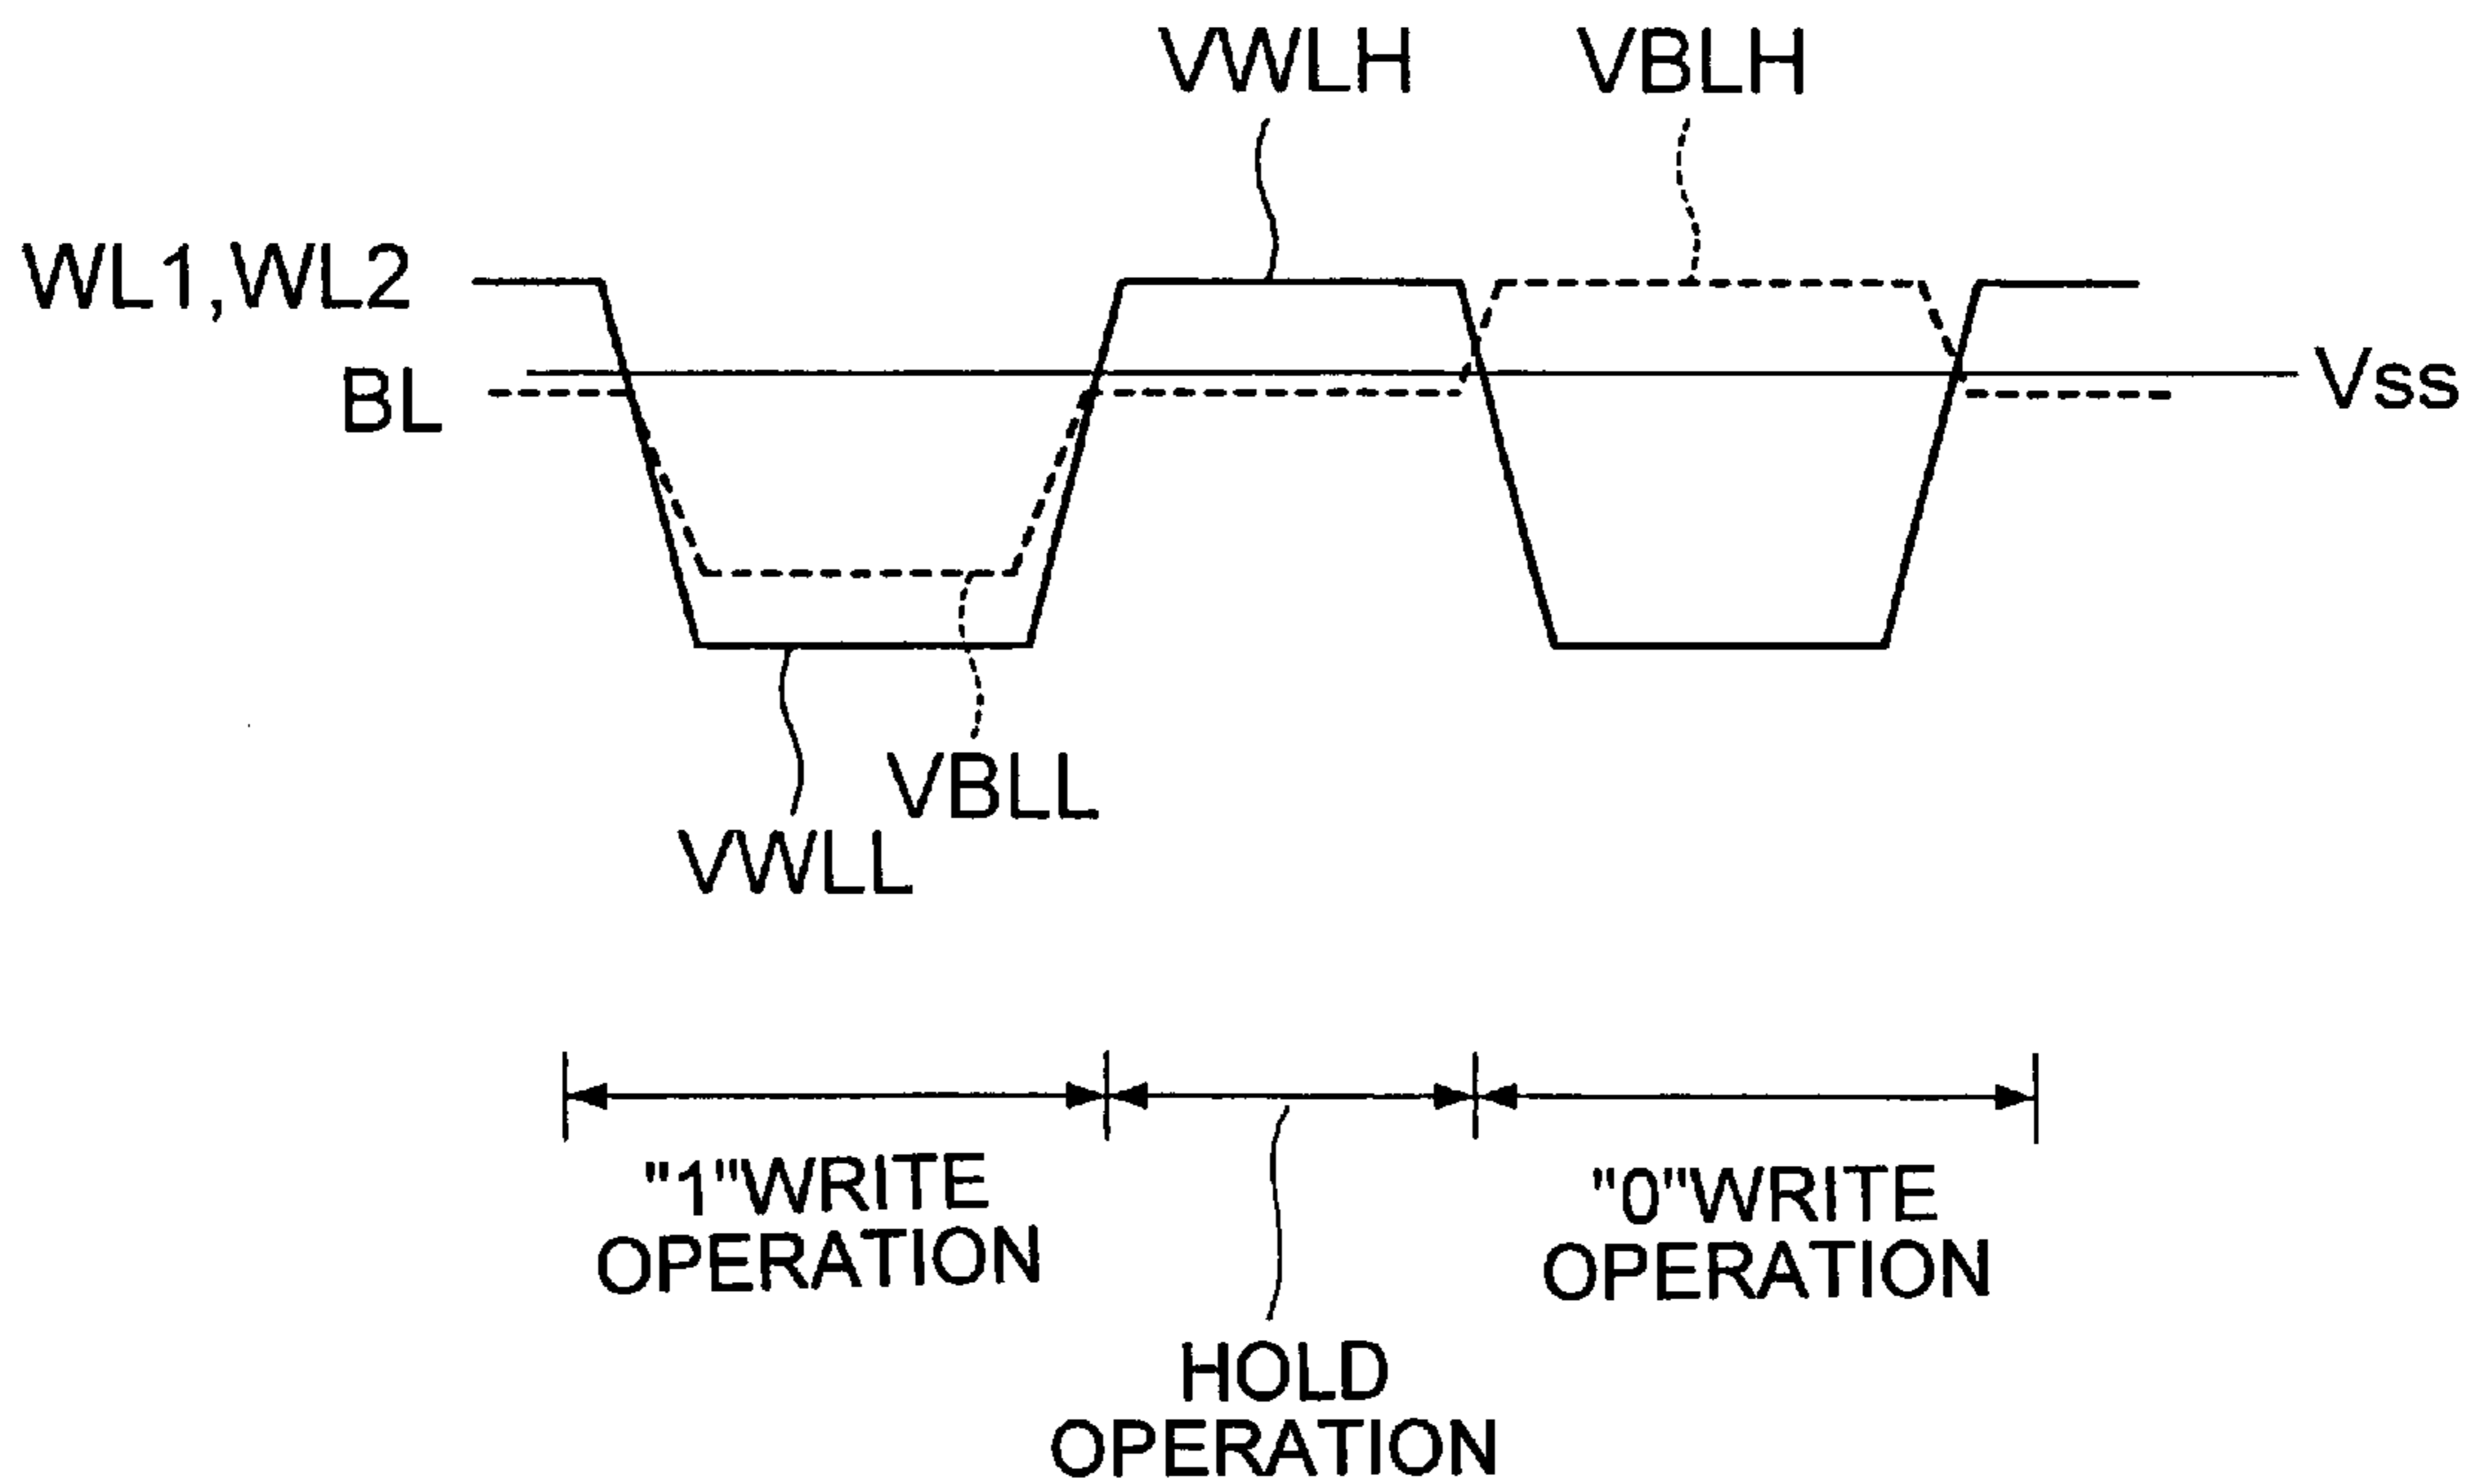 VWLH
VBLH
WL1,WL2
BL
Vss
VBLL
VWLL
"1"WRITE
OPERATION
"0"WRITE
OPERATION
HOLD
OPERATION